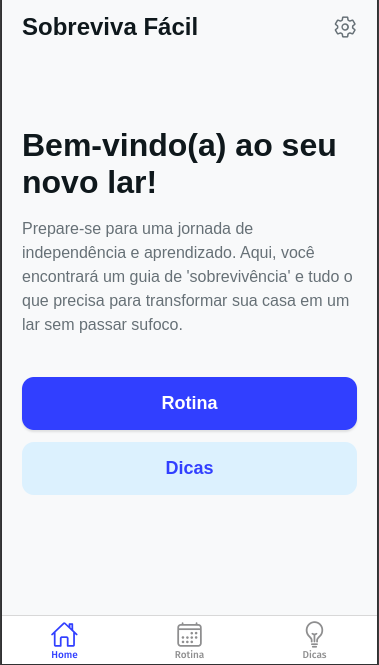 Sobreviva Fácil
Bem-vindo(a) ao seu
novo lar!
Prepare-se para uma jornada de
independência e aprendizado. Aqui, você
encontrará um guia de 'sobrevivência' e tudo o
que precisa para transformar sua casa em um
lar sem passar sufoco.
Rotina
Dicas
Home
Rotina
Dicas